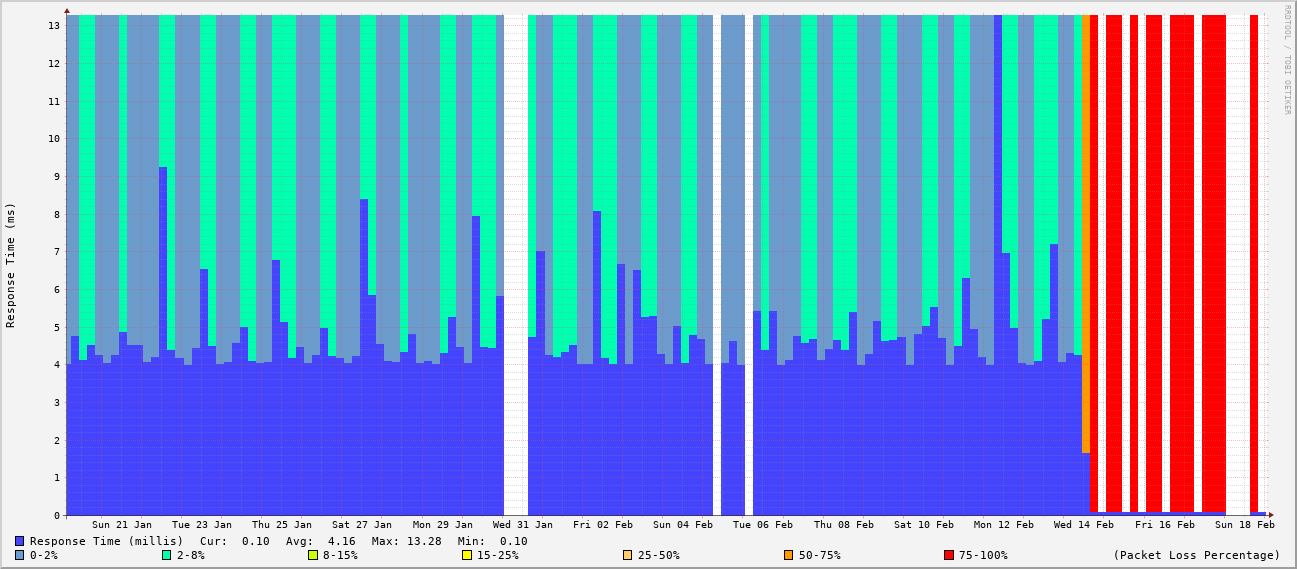 RRDTOOL / TOBI OETIKER
Response Time (ms)
13
12
11
10
9
8
7
6
5
4
3
2
1
0
Sun 21 Jan Tue 23 Jan Thu 25 Jan Sat 27 Jan Mon 29 Jan Wed 31 Jan Fri 02 Feb Sun 04 Feb Tue 06 Feb Thu 08 Feb Sat 10 Feb Mon 12 Feb Wed 14 Feb Fri 16 Feb Sun 18 Feb
Response Time (millis) Cur: 0.10 Avg: 4.16 Max: 13.28 Min: 0.10
0-2% 2-8% 8-15% 15-25% 25-50% 50-75% 75-100% (Packet Loss Percentage)